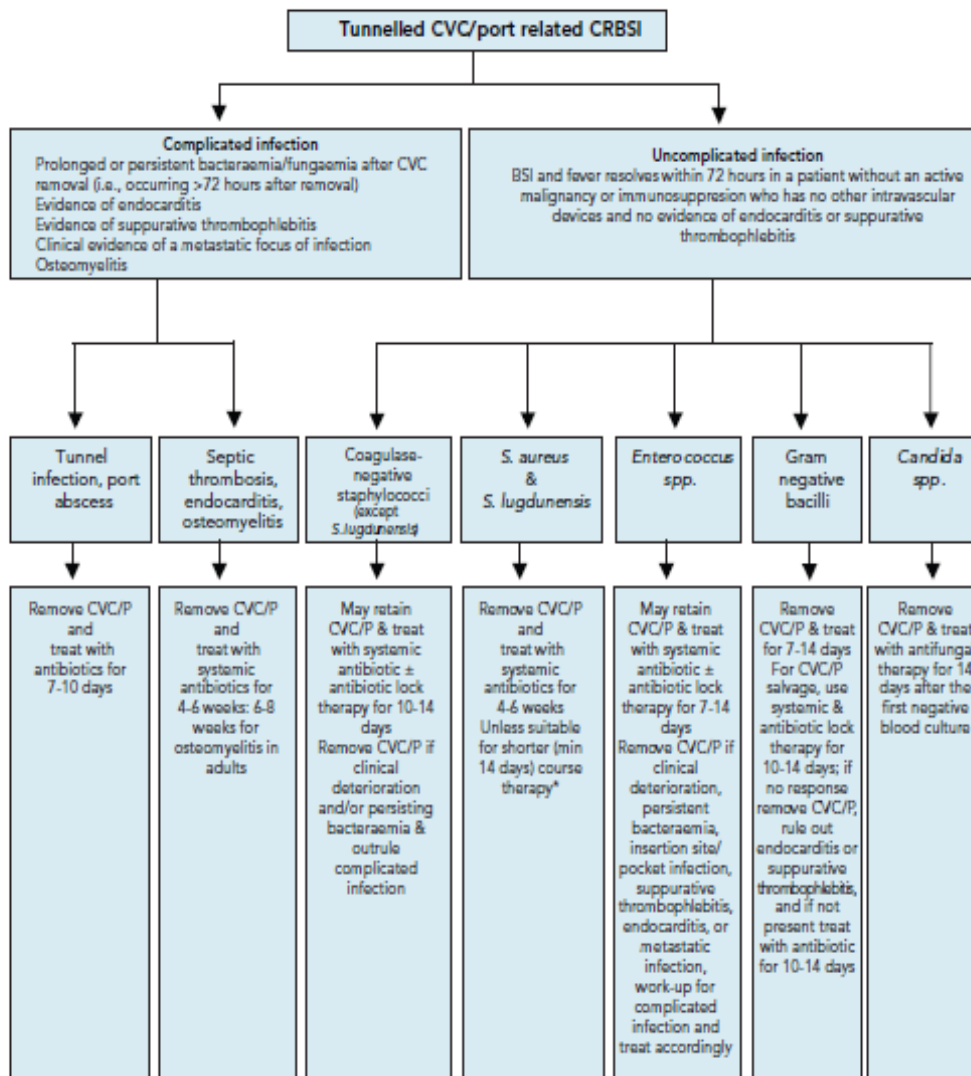 Tunnelled CVC/port related CRBSI
Complicated infection
Prolonged or persistent bacteraemia/fungaemia after CVC
removal (i.e., occurring >72 hours after removal)
Evidence of endocarditis
Evidence of suppurative thrombophlebitis
Clinical evidence of a metastatic focus of infection
Osteomyelitis
Uncomplicated infection
BSI and fever resolves within 72 hours in a patient without an active
malignancy or immunosuppresion who has no other intravascular
devices and no evidence of endocarditis or suppurative
thrombophlebitis
Tunnel
infection, port
abscess
Septic
thrombosis,
endocarditis,
osteomyelitis
Coagulase-
negative
staphylococci
(except
S.lugdunensis)
S. aureus
&
S. lugdunensis
Enterococcus
spp.
Gram
negative
bacilli
Candida
spp.
Remove CVC/P
and
treat with
antibiotics for
7-10 days
Remove CVC/P
and
treat with
systemic
antibiotics for
4-6 weeks: 6-8
weeks for
osteomyelitis in
adults
May retain
CVC/P & treat
with systemic
antibiotic ±
antibiotic lock
therapy for 10-14
days
Remove CVC/P if
clinical
deterioration
and/or persisting
bacteraemia &
outrule
complicated
infection
Remove CVC/P
and
treat with
systemic
antibiotics for
4-6 weeks
Unless suitable
for shorter (min
14 days) course
therapy*
May retain
CVC/P & treat
with systemic
antibiotic ±
antibiotic lock
therapy for 7-14
days
Remove CVC/P if
clinical
deterioration,
persistent
bacteraemia,
insertion site/
pocket infection,
suppurative
thrombophlebitis,
endocarditis, or
metastatic
infection,
work-up for
complicated
infection and
treat accordingly
Remove
CVC/P & treat
for 7-14 days
For CVC/P
salvage, use
systemic &
antibiotic lock
therapy for
10-14 days; if
no response
remove CVC/P,
rule out
endocarditis or
suppurative
thrombophlebitis,
and if not
present treat
with antibiotic
for 10-14 days
Remove
CVC/P & treat
with antifunga
therapy for 14
days after the
first negative
blood culture